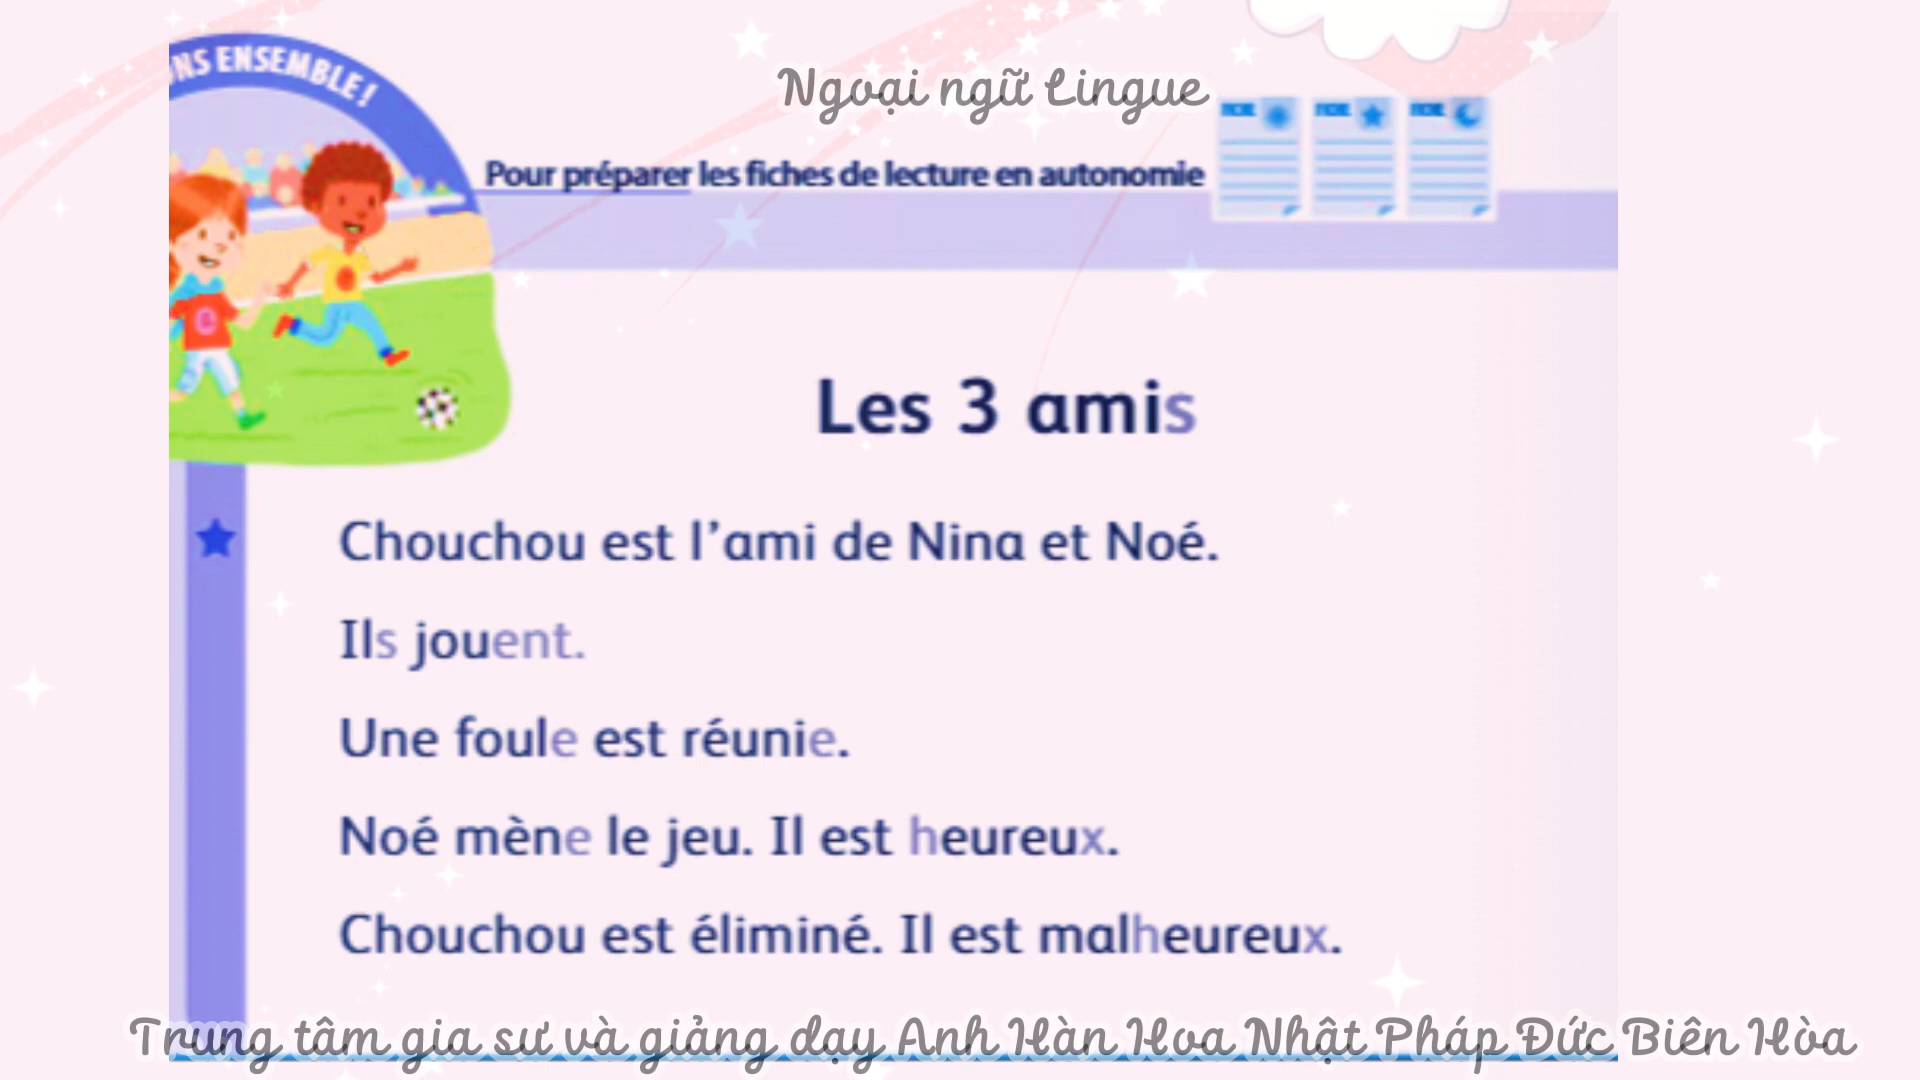 Ngoại ngữ Lingue
ENSEMBLE !
Pour préparer les fiches de lecture en autonomie
Les 3 amis
Chouchou est l’ami de Nina et Noé.
Ils jouent.
Une foule est réunie.
Noé mène le jeu. Il est heureux.
Chouchou est éliminé. Il est malheureux.
Trung tâm gia sư và giảng dạy Anh Hàn Hoa Nhật Pháp Đức Biên Hòa